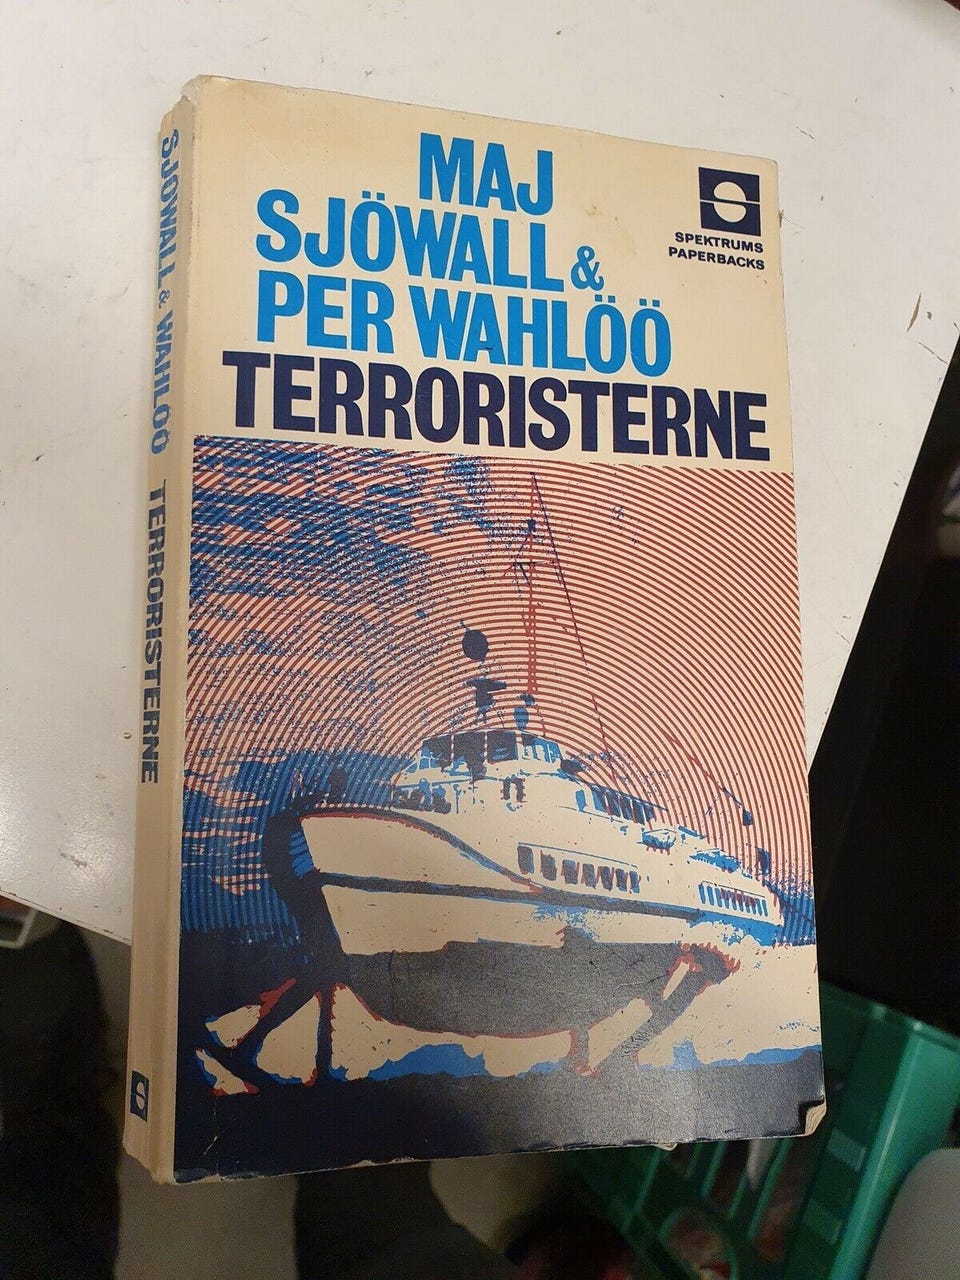 MAJ
SJÖWALL &
PER WAHLÖÖ
TERRORISTERNE
SPEKTRUMS
PAPERBACKS
SJÖWALL & WAHLÖÖ TERRORISTERNE